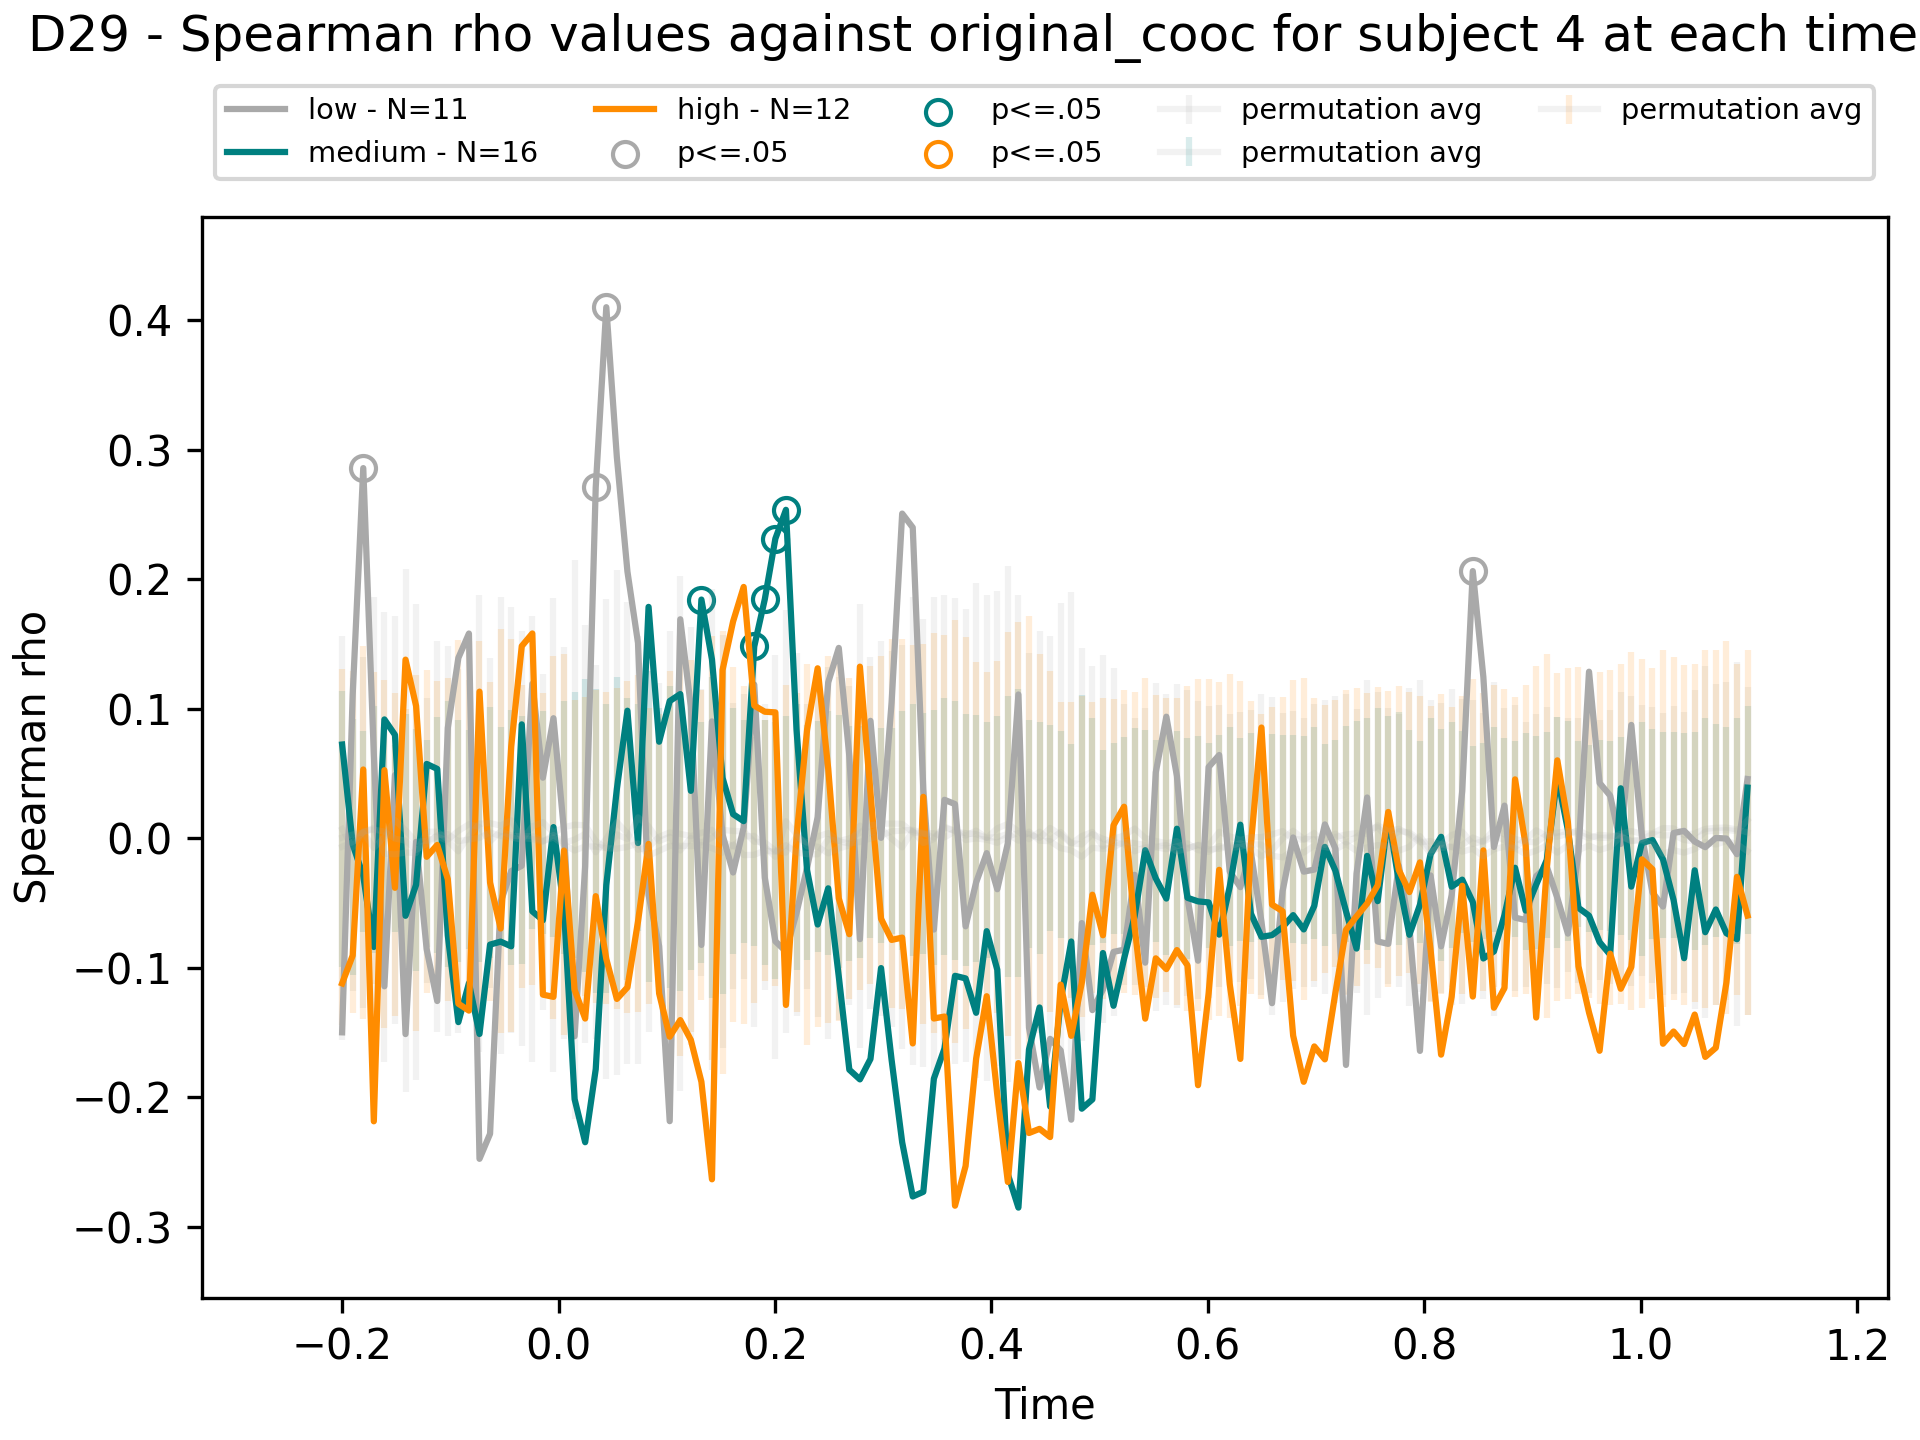 D29 - Spearman rho values against original_cooc for subject 4 at each time
low - N=11 high - N=12 p<=.05 permutation avg permutation avg
medium - N=16 p<=.05 p<=.05 permutation avg
Spearman rho
0.4
0.3
0.2
0.1
0.0
−0.1
−0.2
−0.3
−0.2 0.0 0.2 0.4 0.6 0.8 1.0 1.2
Time